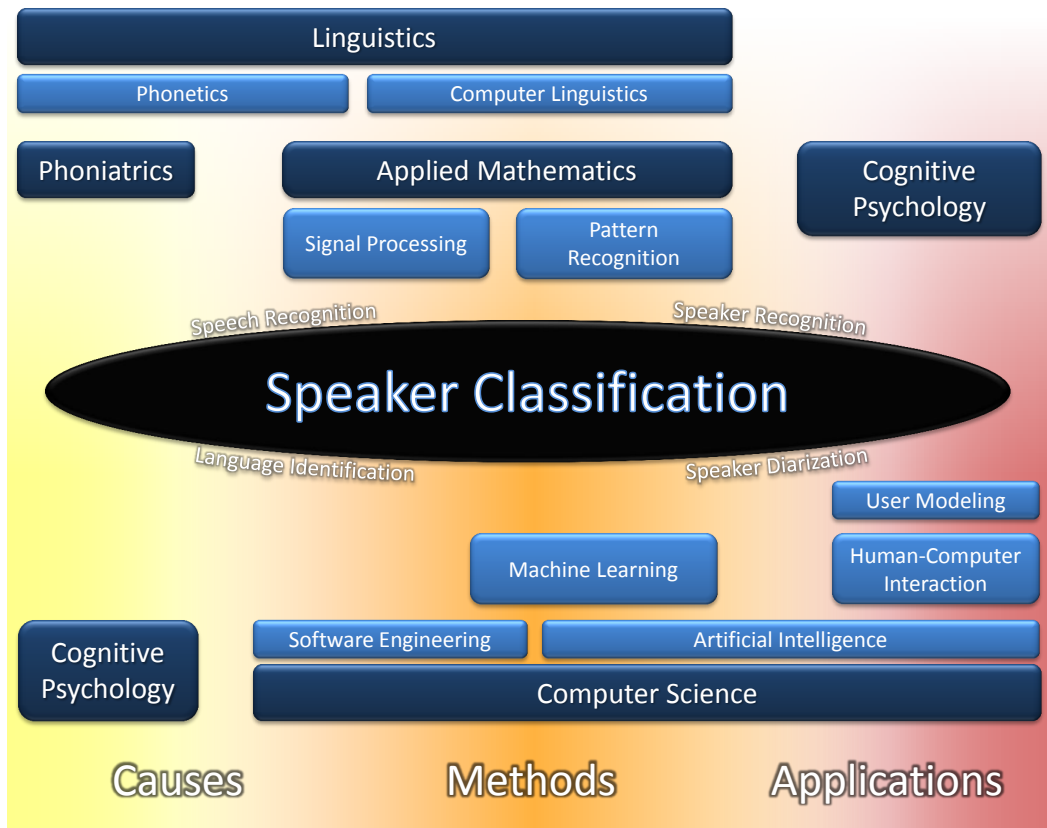 Linguistics
Phonetics
Computer Linguistics
Phoniatrics
Applied Mathematics
Cognitive
Psychology
Signal Processing
Pattern
Recognition
Speech Recognition
Speaker Recognition
Speaker Classification
Language Identification
Speaker Diarization
User Modeling
Machine Learning
Human-Computer
Interaction
Cognitive
Psychology
Software Engineering
Artificial Intelligence
Computer Science
Causes
Methods
Applications